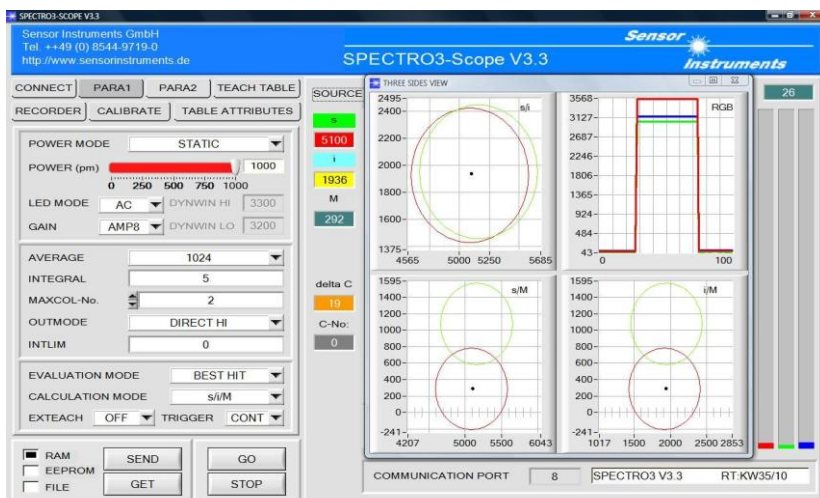 SPECTRO3-SCOPE V3.3
Sensor Instruments GmbH
Tel. ++49 (0) 8544-9719-0
http://www.sensorinstruments.de
SPECTRO3-Scope V3.3
Sensor
Instruments
CONNECT PARA1 PARA2 TEACH TABLE
RECORDER CALIBRATE TABLE ATTRIBUTES
POWER MODE STATIC
POWER (pm) 1000
0 250 500 750 1000
LED MODE AC DYNWIN HI 3300
GAIN AMP8 DYNWIN LO 3200
AVERAGE 1024
INTEGRAL 5
MAXCOL-No. 2
OUTMODE DIRECT HI
INTLIM 0
EVALUATION MODE BEST HIT
CALCULATION MODE s/i/M
EXTEACH OFF TRIGGER CONT
RAM
EEPROM
FILE
SEND GO
GET STOP
SOURCE
s
5100
i
1936
M
292
delta C
19
C-No:
0
THREE SIDES VIEW
s/i
2495
2400
2200
2000
1800
1600
1375
4565 5000 5250 5685
RGB
3568
3127
2687
2246
1806
1365
924
484
43
0 100
s/M
1595
1400
1200
1000
800
600
400
200
0
-241
4207 5000 5500 6043
i/M
1595
1400
1200
1000
800
600
400
200
0
-241
1017 1500 2000 2500 2853
26
COMMUNICATION PORT 8 SPECTRO3 V3.3 RT:KW35/10